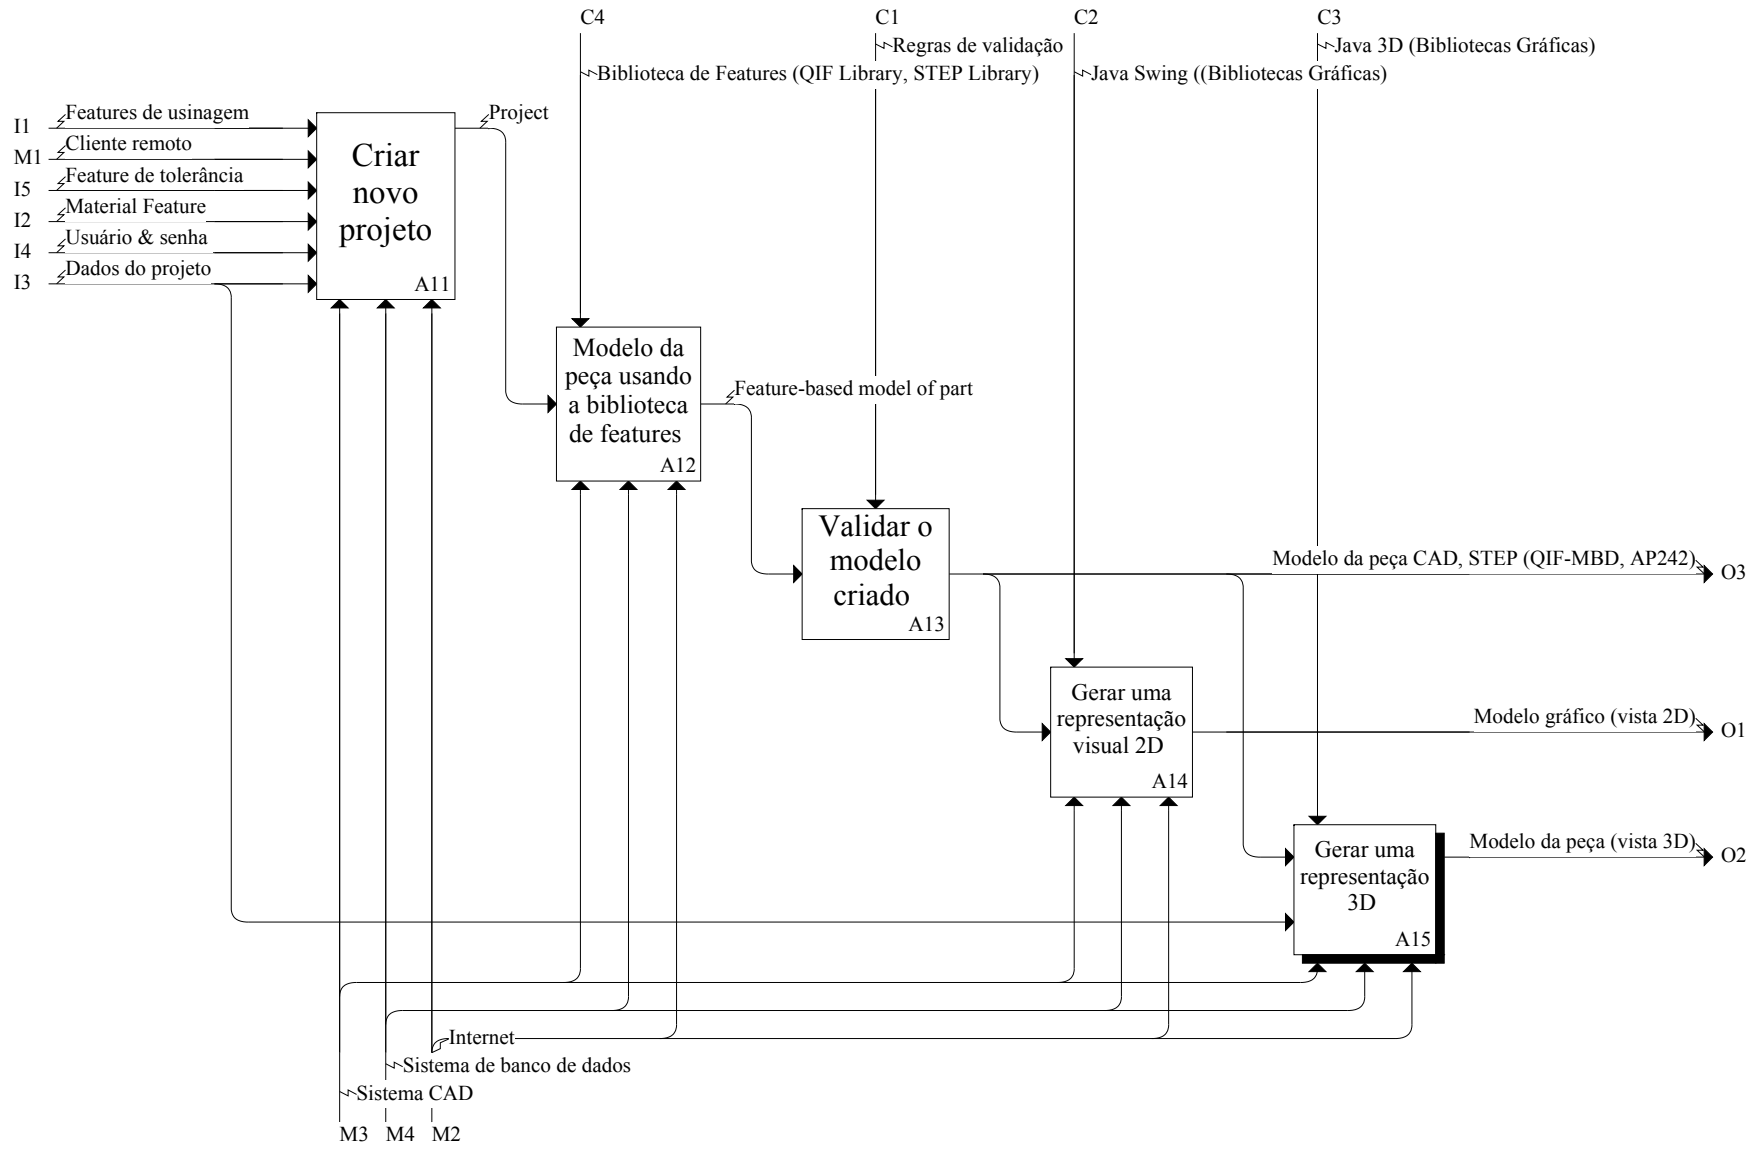 C4
C1
C2
C3
Regras de validação
Java 3D (Bibliotecas Gráficas)
Biblioteca de Features (QIF Library, STEP Library)
Java Swing ((Bibliotecas Gráficas)
I1
Features de usinagem
M1
Cliente remoto
I5
Feature de tolerância
I2
Material Feature
I4
Usuário & senha
I3
Dados do projeto
Criar
novo
projeto
A11
Project
Modelo da
peça usando
a biblioteca
de features
A12
Feature-based model of part
Validar o
modelo
criado
A13
Modelo da peça CAD, STEP (QIF-MBD, AP242)
O3
Gerar uma
representação
visual 2D
A14
Modelo gráfico (vista 2D)
O1
Gerar uma
representação
3D
A15
Modelo da peça (vista 3D)
O2
Internet
Sistema de banco de dados
Sistema CAD
M3
M4
M2